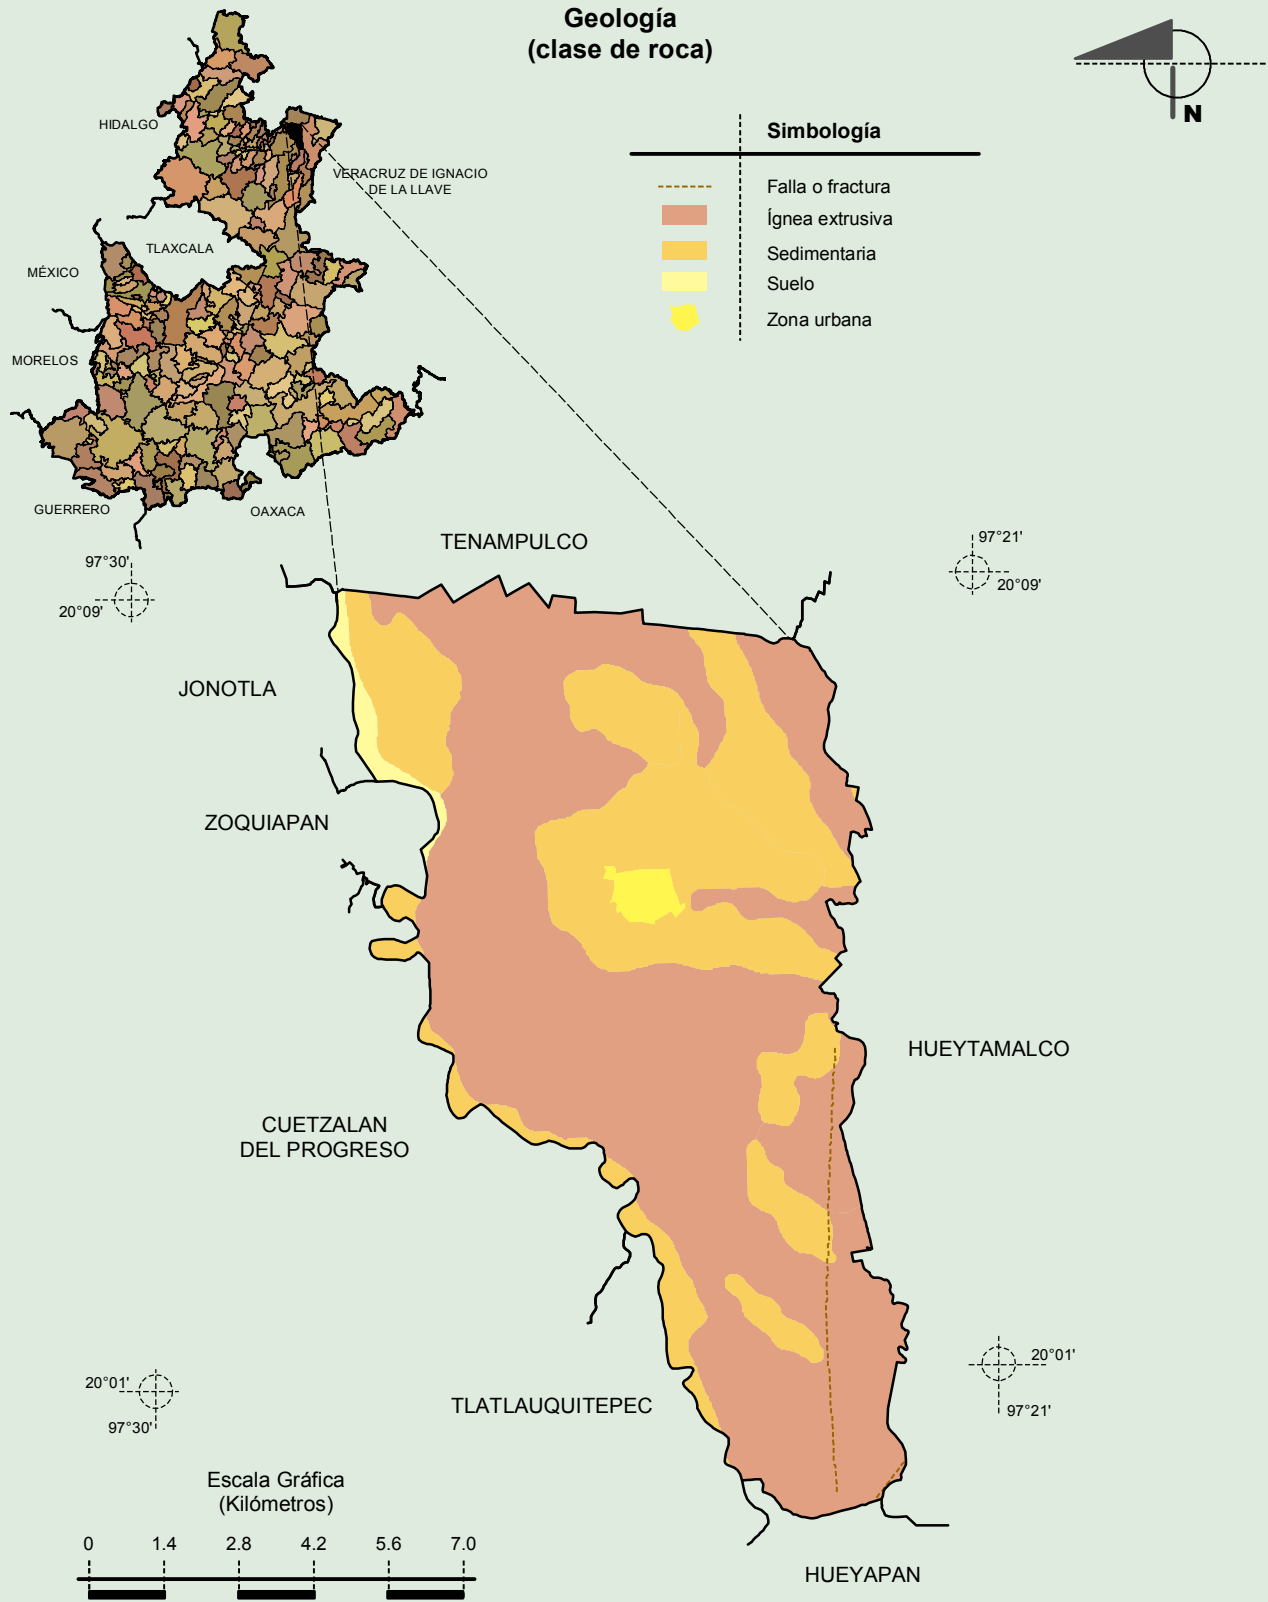 Geología
(clase de roca)
N
Simbología
Falla o fractura
Ígnea extrusiva
Sedimentaria
Suelo
Zona urbana
HIDALGO
VERACRUZ DE IGNACIO
DE LA LLAVE
TLAXCALA
MÉXICO
MORELOS
GUERRERO
OAXACA
97°30'
20°09'
TENAMPULCO
97°21'
20°09'
JONOTLA
ZOQUIAPAN
HUEYTAMALCO
CUETZALAN
DEL PROGRESO
20°01'
97°30'
20°01'
97°21'
TLATLAUQUITEPEC
Escala Gráfica
(Kilómetros)
0 1.4 2.8 4.2 5.6 7.0
HUEYAPAN